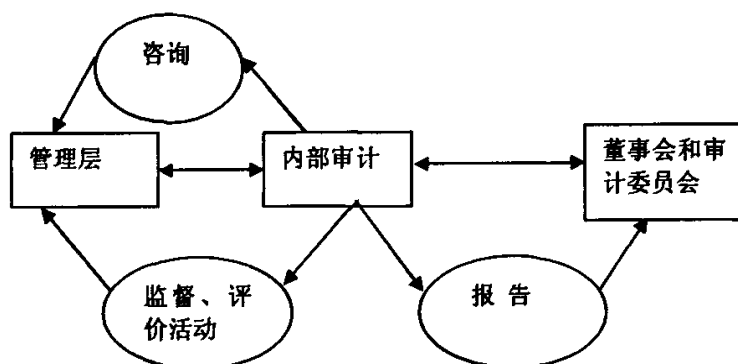 咨询
管理层
内部审计
董事会和审
计委员会
监督、评
价活动
报 告